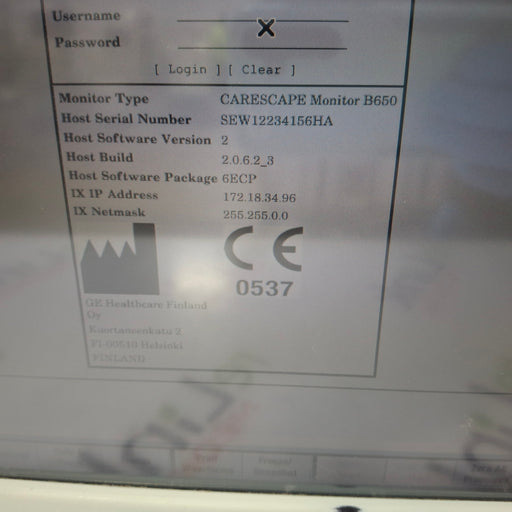 Username
Password
[ Login ] [ Clear ]
Monitor Type CARESCAPE Monitor B650
Host Serial Number SEW12234156HA
Host Software Version 2
Host Build 2.0.6.2_3
Host Software Package 6ECP
IX IP Address 172.18.34.96
IX Netmask 255.255.0.0
CE
0537
GE Healthcare Finland
Oy
Kuortaneenkatu 2
FI-00510 Helsinki
FINLAND